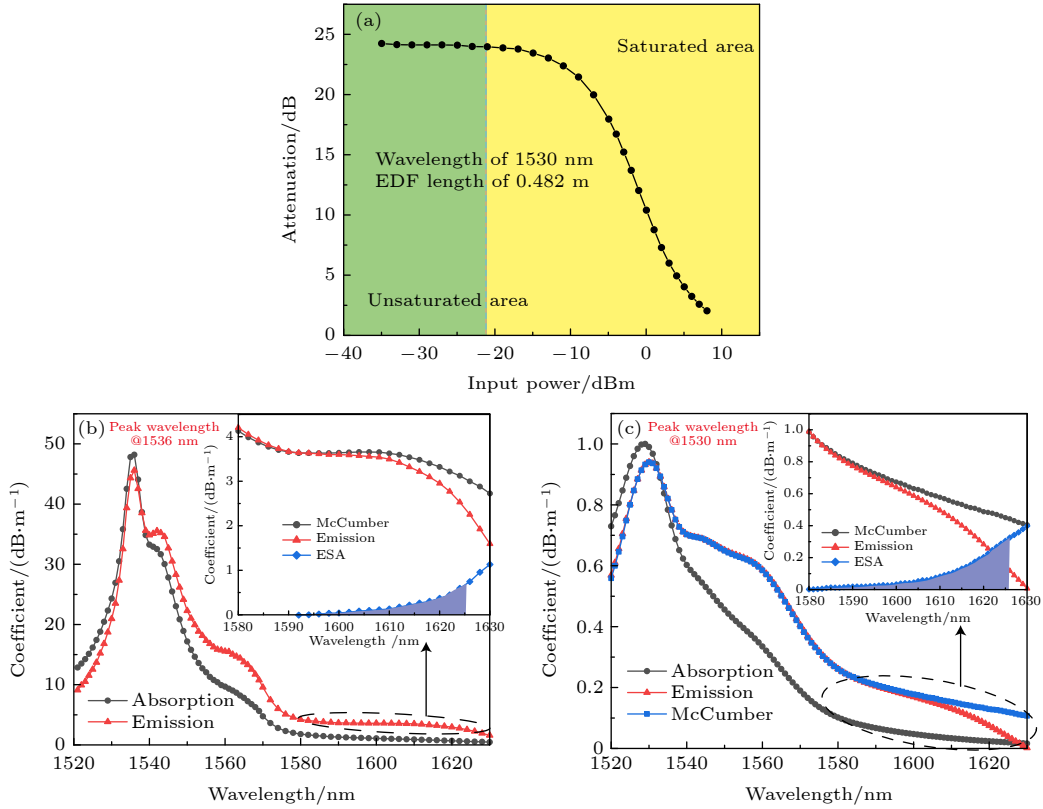 (a)
25
20
15
10
5
0
Attenuation/dB
Saturated area
Wavelength of 1530 nm
EDF length of 0.482 m
Unsaturated area
−40
−30
−20
−10
0
10
Input power/dBm
(b)
Peak wavelength
@1536 nm
50
40
30
20
10
0
Coefficient/(dB·m⁻¹)
Absorption
Emission
1520
1540
1560
1580
1600
1620
Wavelength/nm
4
3
2
1
0
Coefficient/(dB·m⁻¹)
McCumber
Emission
ESA
1580
1590
1600
1610
1620
1630
Wavelength /nm
(c)
Peak wavelength
@1530 nm
1.0
0.8
0.6
0.4
0.2
0
Coefficient/(dB·m⁻¹)
Absorption
Emission
McCumber
1520
1540
1560
1580
1600
1620
Wavelength/nm
1.0
0.8
0.6
0.4
0.2
0
Coefficient/(dB·m⁻¹)
McCumber
Emission
ESA
1580
1590
1600
1610
1620
1630
Wavelength/nm